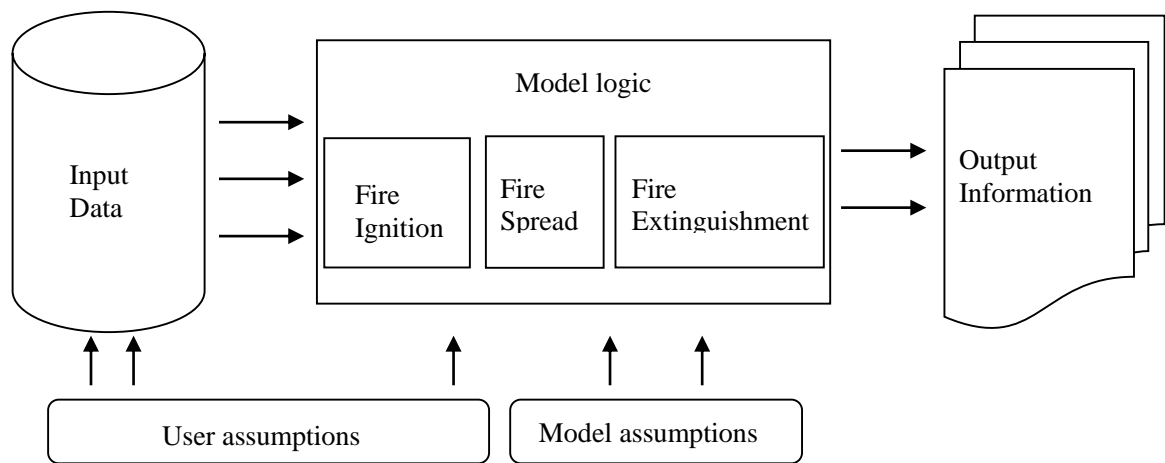 Model logic
Input
Data
Fire
Ignition
Fire
Spread
Fire
Extinguishment
Output
Information
User assumptions
Model assumptions